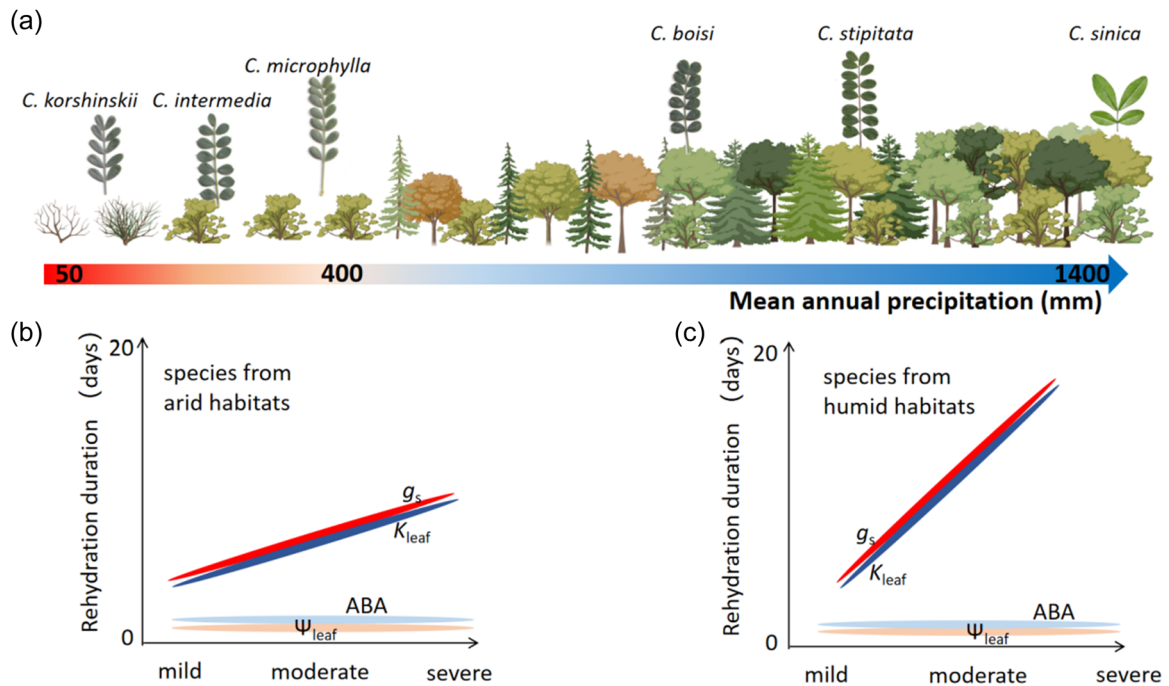 (a)
C. boisi
C. stipitata
C. sinica
C. microphylla
C. korshinskii
C. intermedia
50
400
1400
Mean annual precipitation (mm)
(b)
20
Rehydration duration (days)
species from
arid habitats
gs
Kleaf
ABA
Ψleaf
0
mild
moderate
severe
(c)
20
Rehydration duration (days)
species from
humid habitats
gs
Kleaf
ABA
Ψleaf
0
mild
moderate
severe